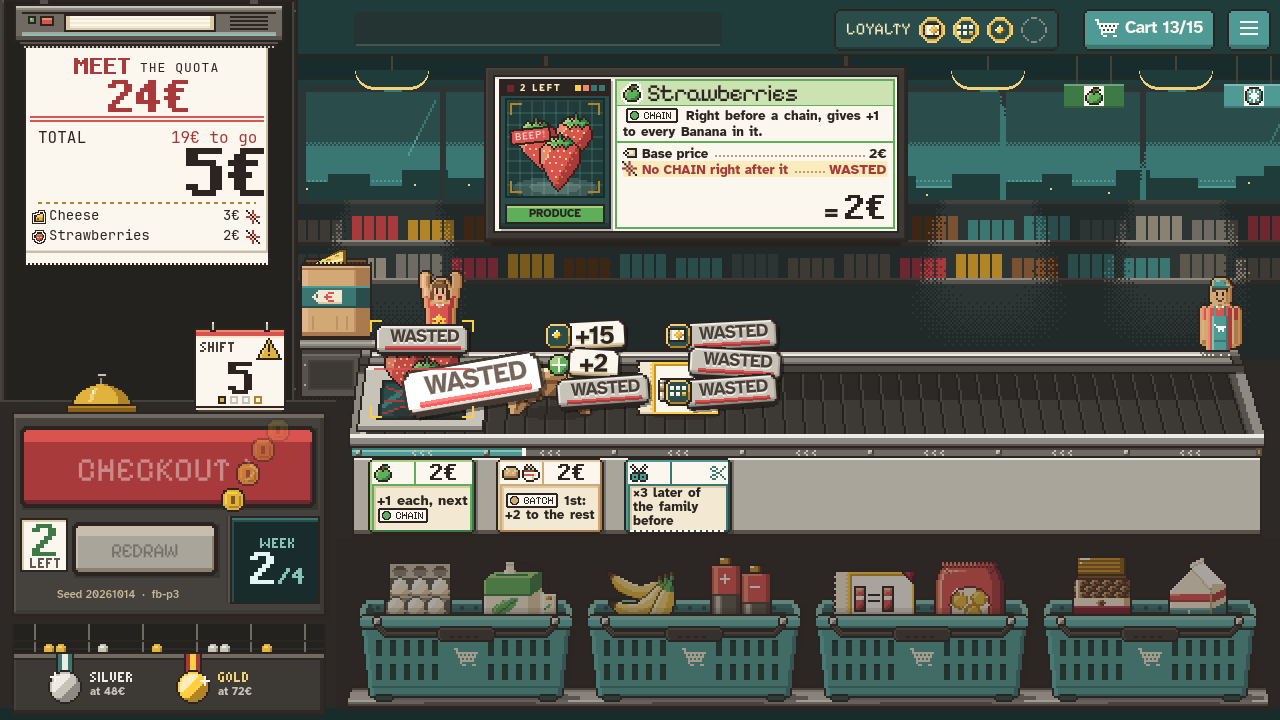 MEET THE QUOTA
24€
TOTAL 19€ to go
5€
Cheese 3€
Strawberries 2€
SHIFT
5
CHECKOUT
2
LEFT
REDRAW
WEEK
2/4
Seed 20261014 · fb-p3
SILVER
at 48€
GOLD
at 72€
LOYALTY
Cart 13/15
2 LEFT
BEEP!
PRODUCE
Strawberries
CHAIN Right before a chain, gives +1
to every Banana in it.
Base price 2€
No CHAIN right after it WASTED
= 2€
€
WASTED
WASTED
+15
+2
WASTED
WASTED
WASTED
WASTED
2€
+1 each, next
CHAIN
2€
CATCH 1st:
+2 to the rest
×3 later of
the family
before